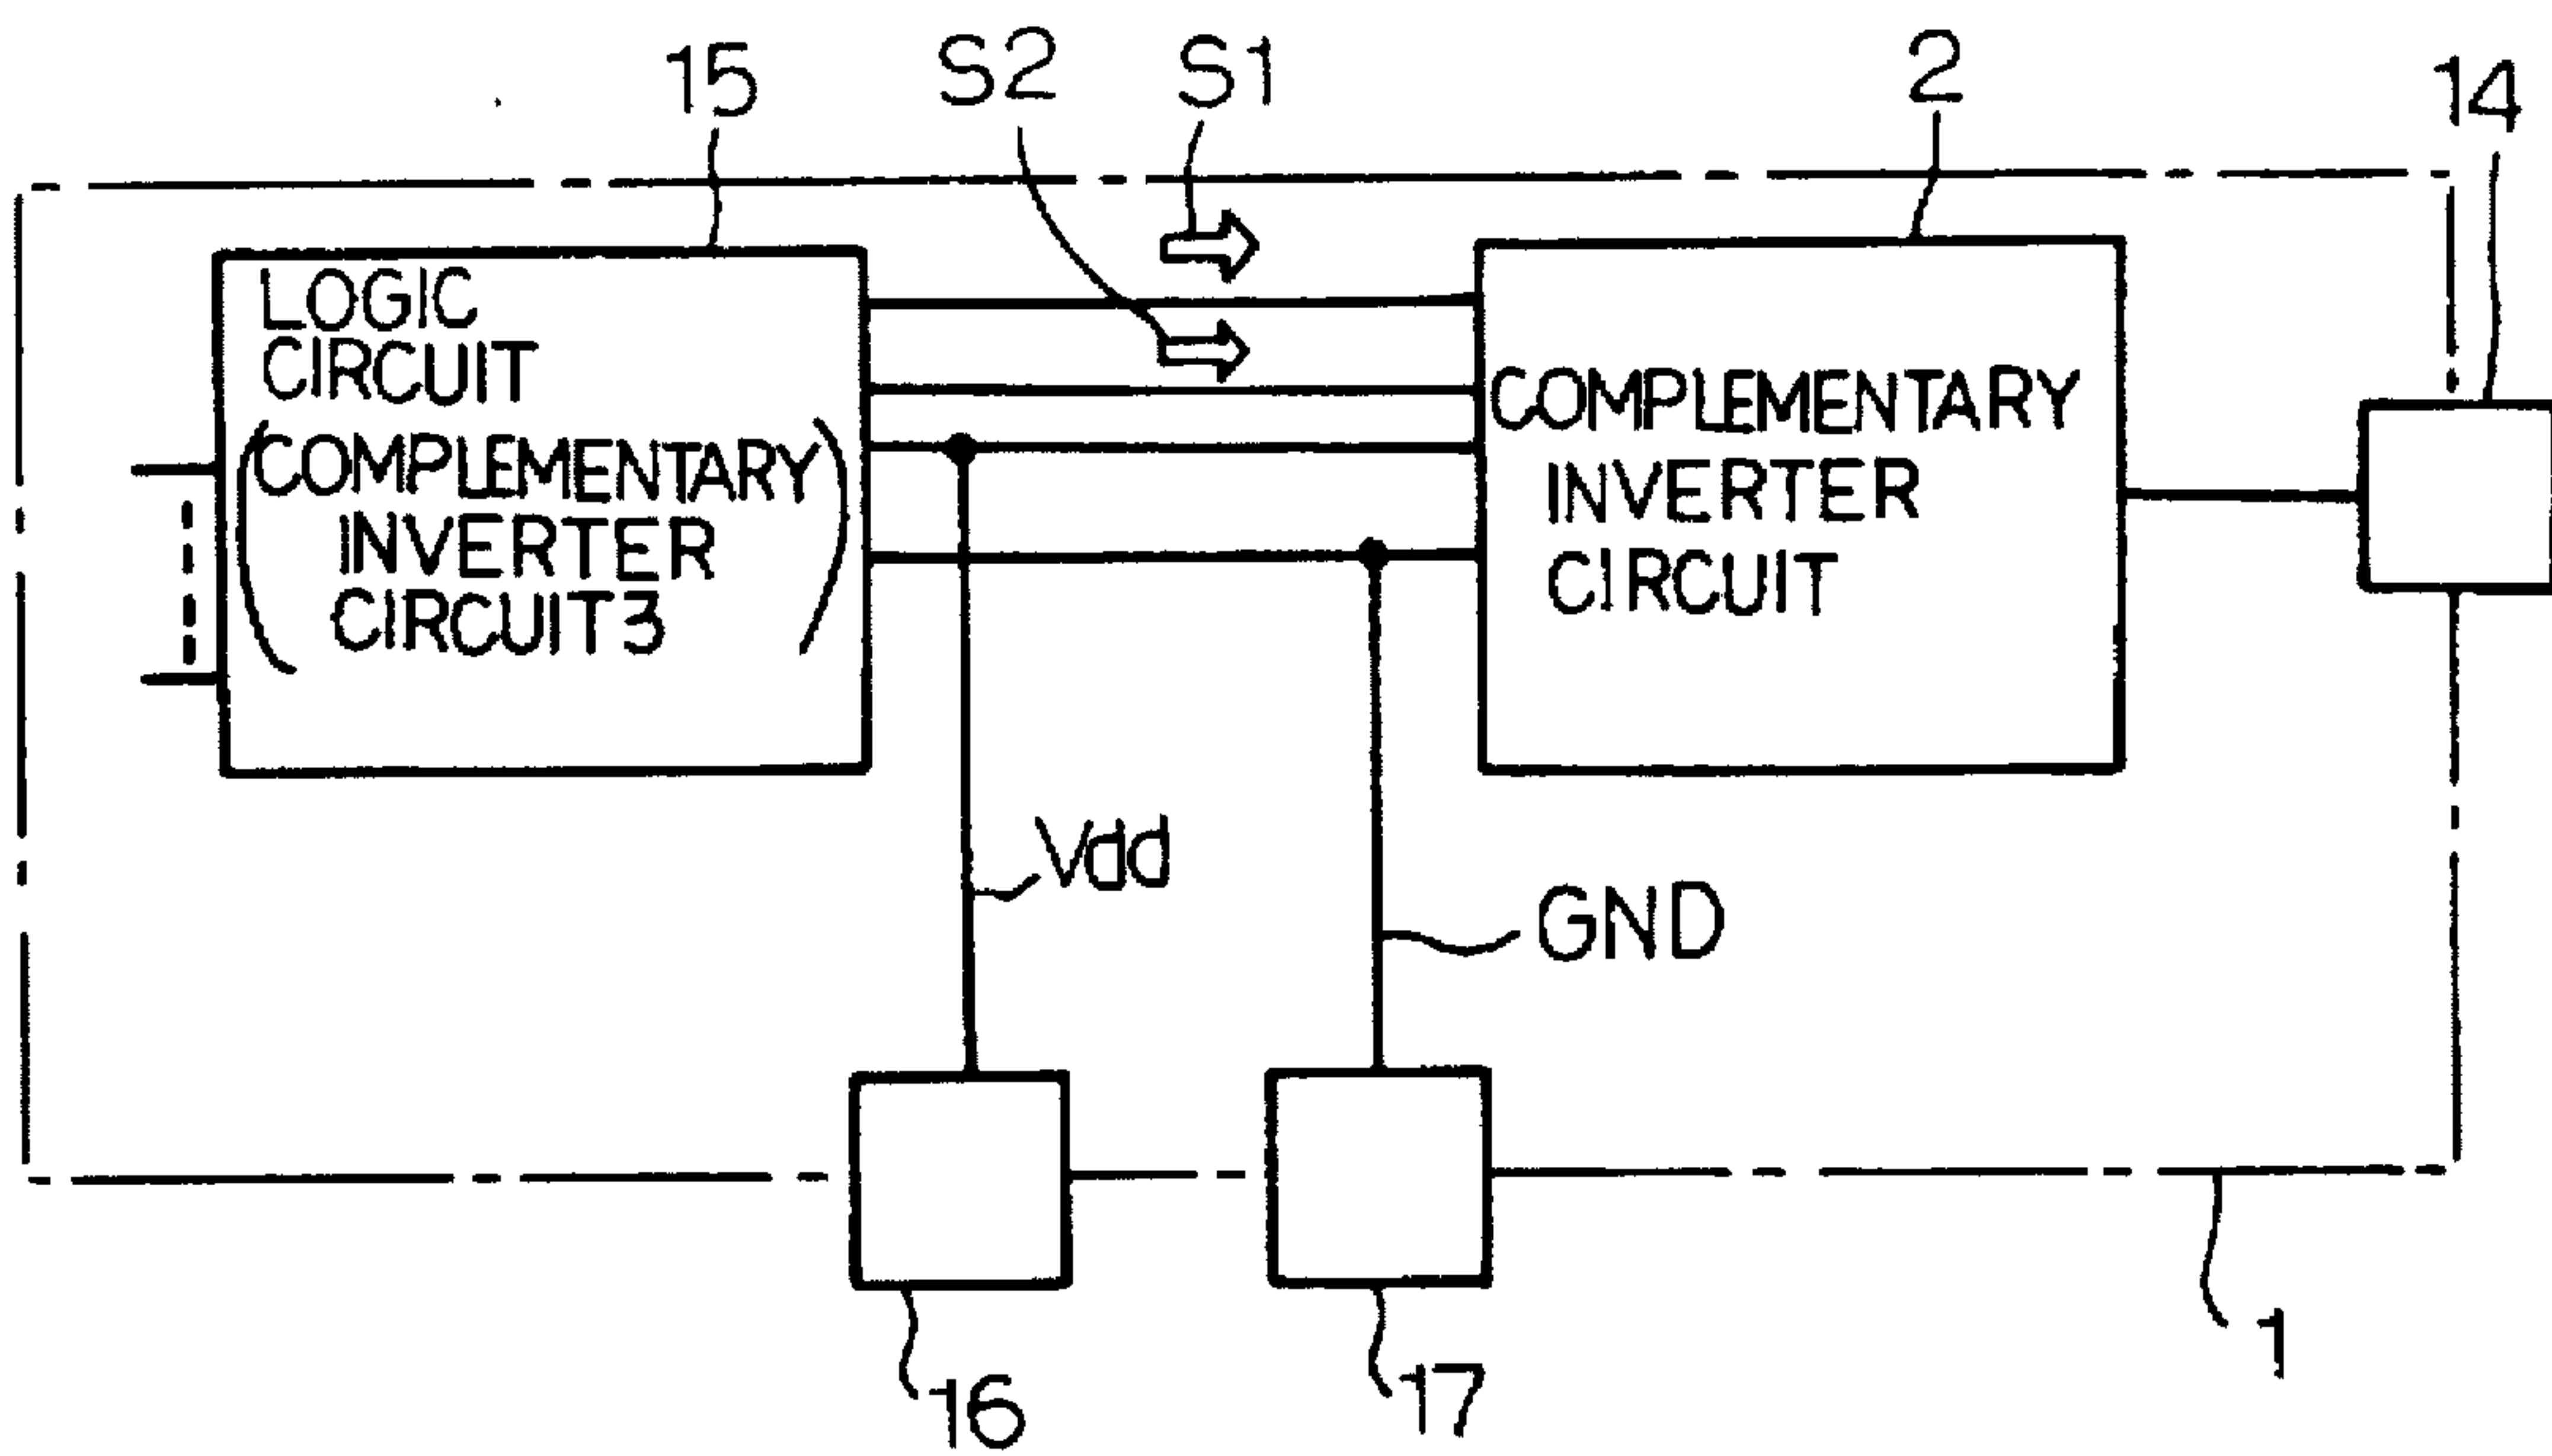 15
S2
S1
2
14
LOGIC
CIRCUIT
(COMPLEMENTARY
INVERTER
CIRCUIT3)
COMPLEMENTARY
INVERTER
CIRCUIT
Vdd
GND
16
17
1